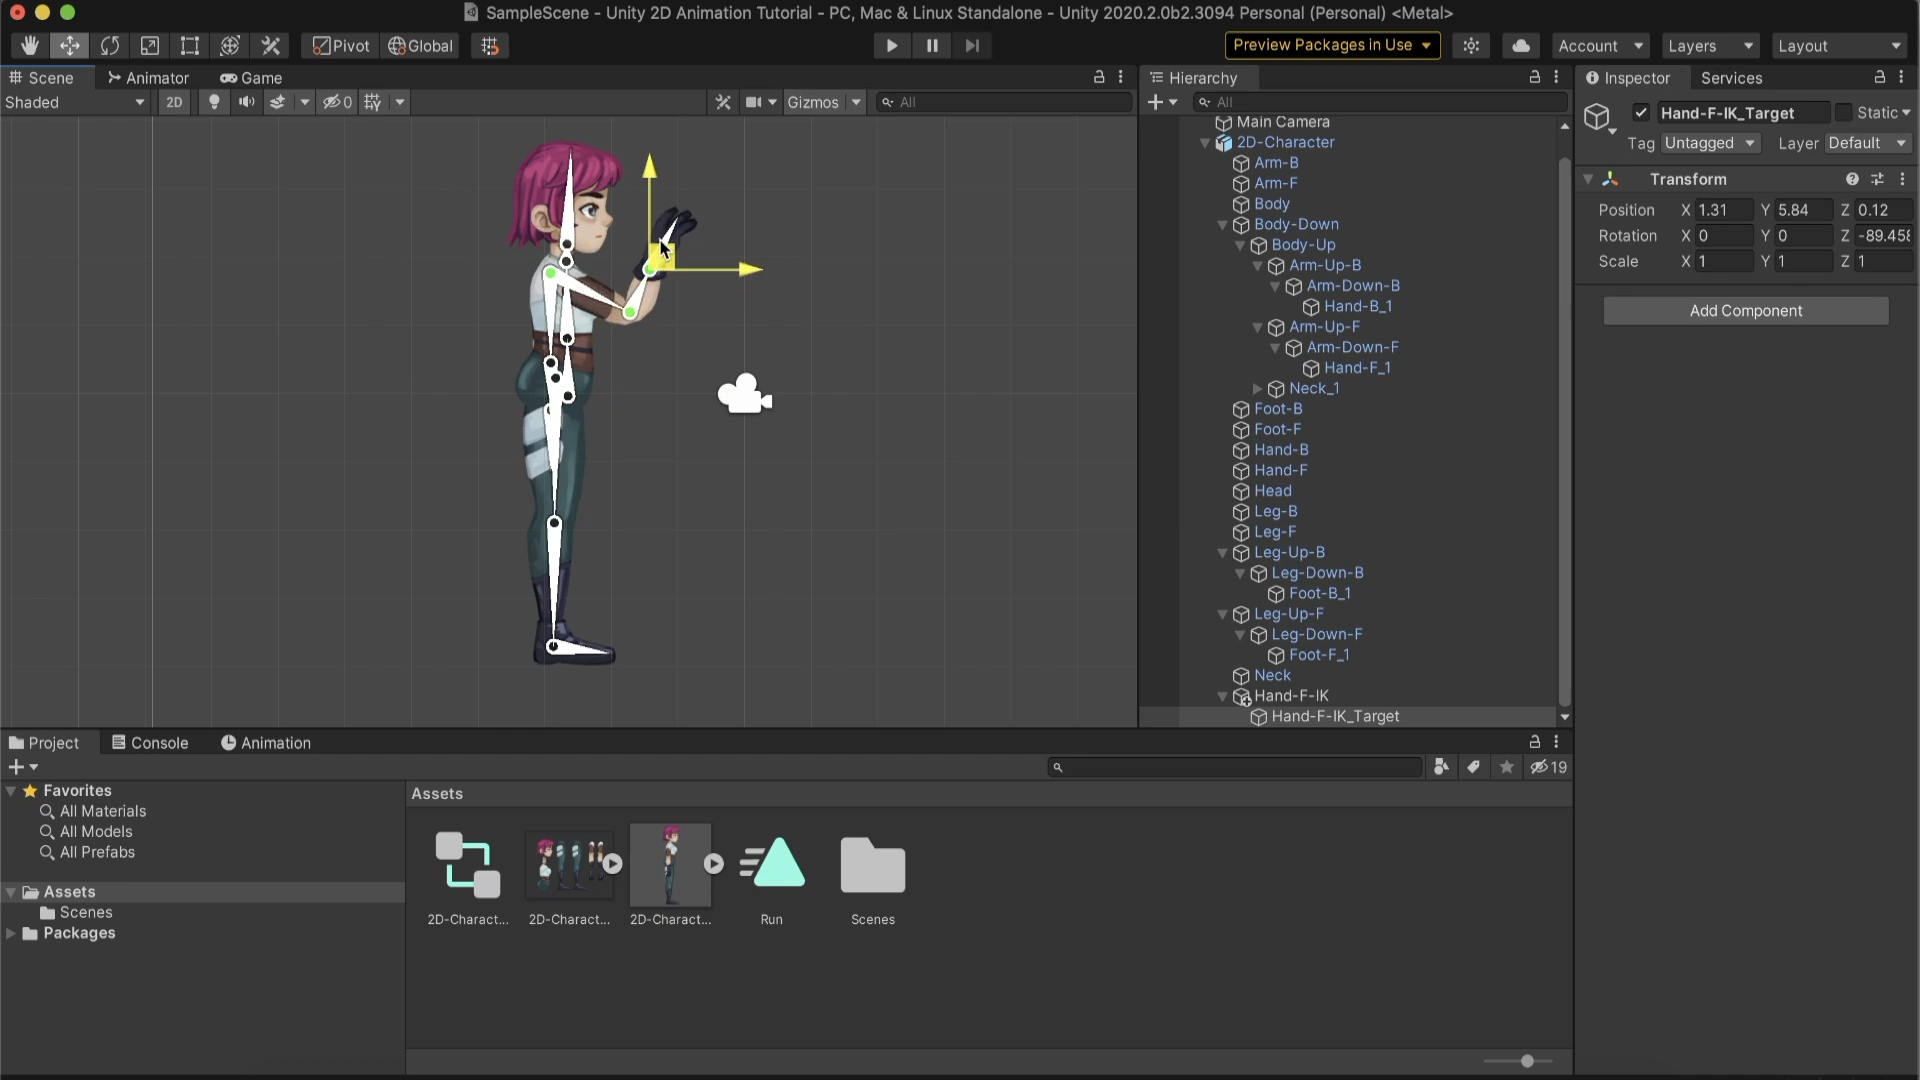 SampleScene - Unity 2D Animation Tutorial - PC, Mac & Linux Standalone - Unity 2020.2.0b2.3094 Personal (Personal) <Metal>
Pivot Global Preview Packages in Use Account Layers Layout
Scene Animator Game
Shaded 2D 0 Gizmos All
Hierarchy
All
Main Camera
2D-Character
Arm-B
Arm-F
Body
Body-Down
Body-Up
Arm-Up-B
Arm-Down-B
Hand-B_1
Arm-Up-F
Arm-Down-F
Hand-F_1
Neck_1
Foot-B
Foot-F
Hand-B
Hand-F
Head
Leg-B
Leg-F
Leg-Up-B
Leg-Down-B
Foot-B_1
Leg-Up-F
Leg-Down-F
Foot-F_1
Neck
Hand-F-IK
Hand-F-IK_Target
Inspector Services
Hand-F-IK_Target Static
Tag Untagged Layer Default
Transform
Position X 1.31 Y 5.84 Z 0.12
Rotation X 0 Y 0 Z -89.458
Scale X 1 Y 1 Z 1
Add Component
Project Console Animation
19
Favorites
All Materials
All Models
All Prefabs
Assets
Scenes
Packages
Assets
2D-Charact... 2D-Charact... 2D-Charact... Run Scenes